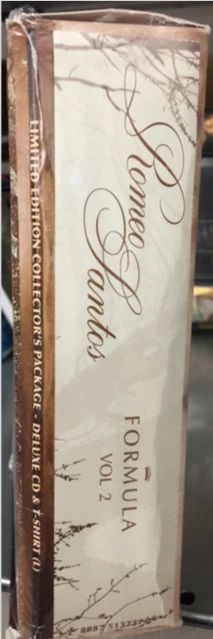 Romeo
Santos
FORMULA
VOL 2
LIMITED EDITION COLLECTOR'S PACKAGE - DELUXE CD & T-SHIRT (L)